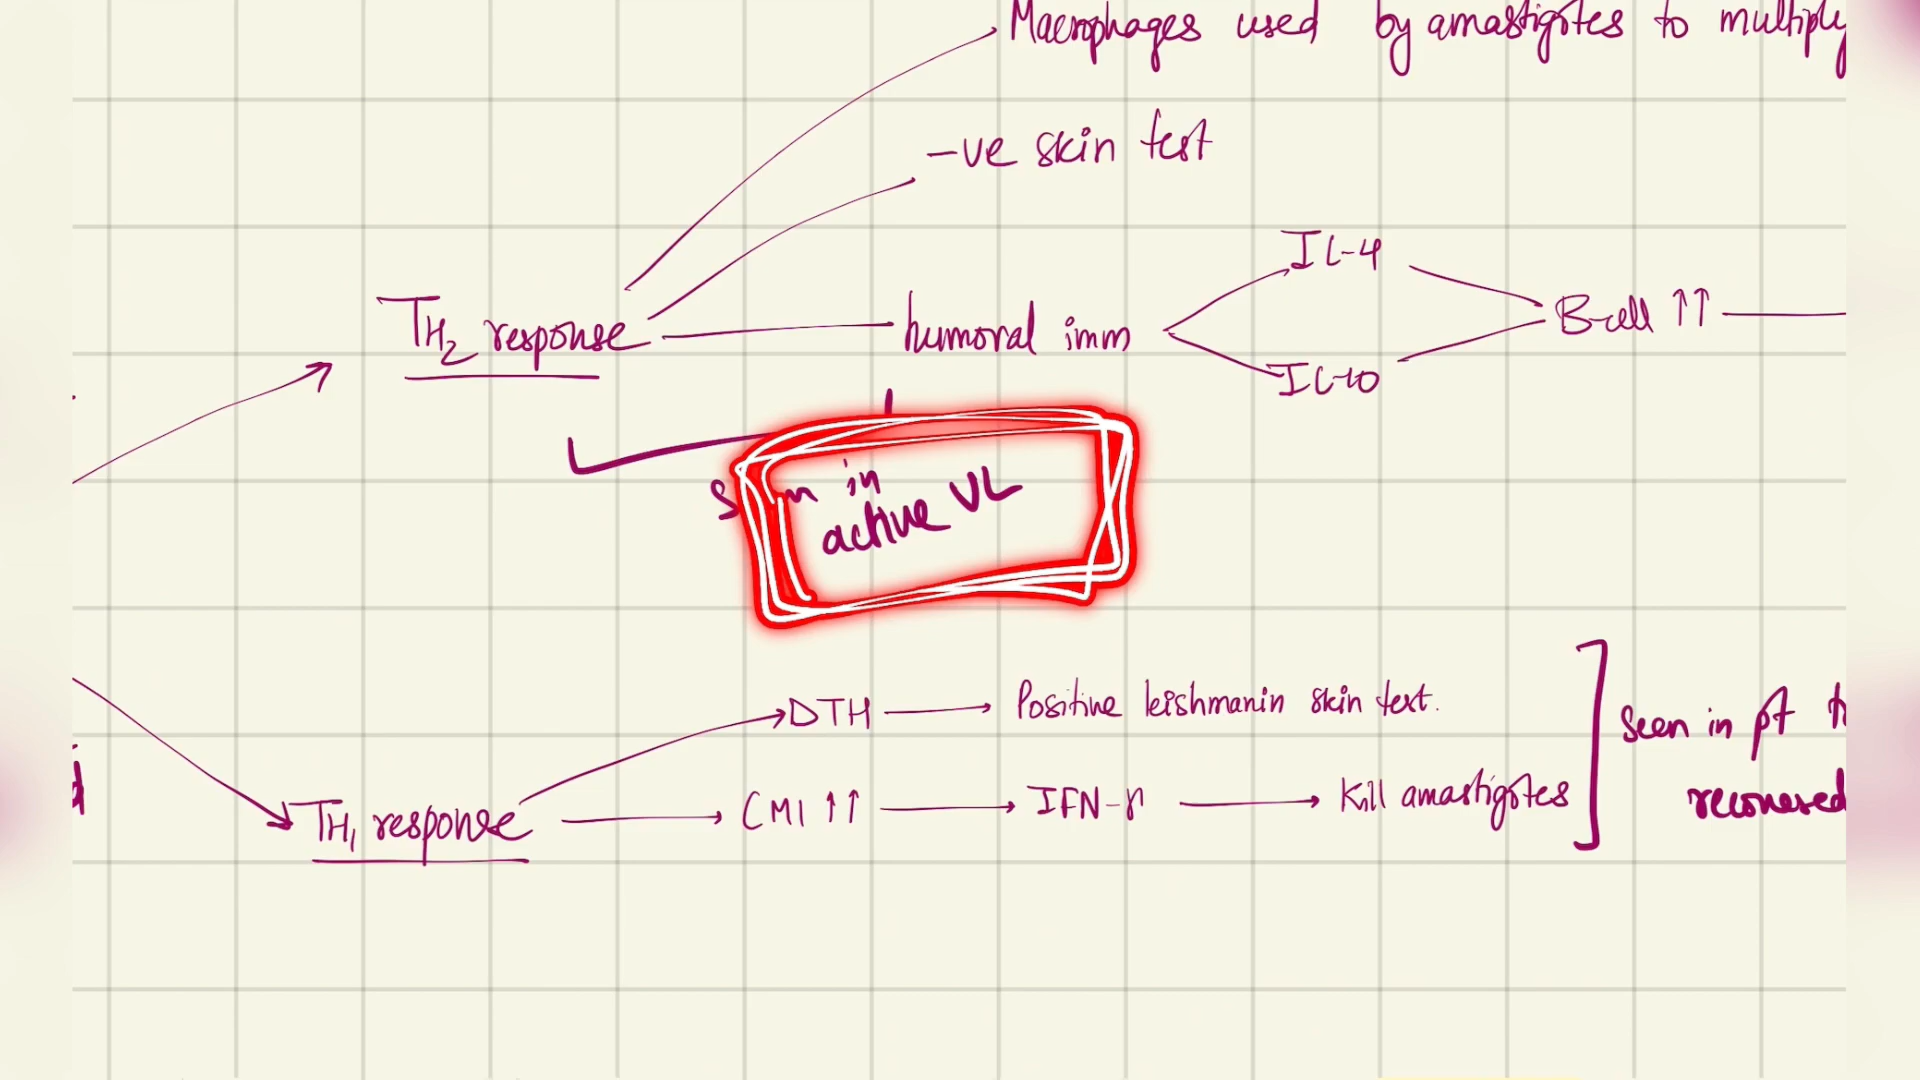 Macrophages used by amastigotes to multiply
-ve skin test
IL-4
TH2 response
humoral imm
B-cell ↑↑
IL-10
in
active VL
DTH → Positive leishmanin skin test.
Seen in pt
TH1 response → CMI ↑↑ → IFN-γ → Kill amastigotes
recovered